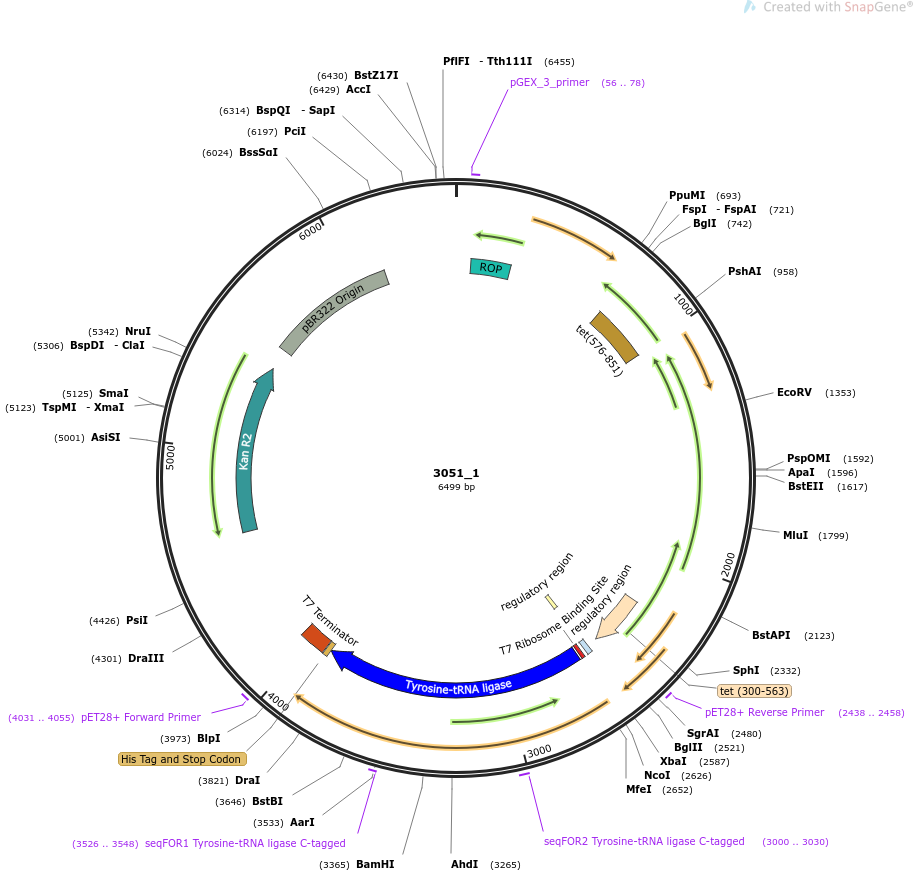 Created with SnapGene®
PflFI - Tth111I (6455)
pGEX_3_primer (56 .. 78)
(6430) BstZ17I
(6429) AccI
(6314) BspQI - SapI
(6197) PciI
(6024) BssSαI
PpuMI (693)
FspI - FspAI (721)
BglI (742)
PshAI (958)
1000
6000
ROP
pBR322 Origin
tet(576-851)
(5342) NruI
(5306) BspDI - ClaI
(5125) SmaI
(5123) TspMI - XmaI
(5001) AsiSI
5000
Kan R2
EcoRV (1353)
PspOMI (1592)
ApaI (1596)
BstEII (1617)
MluI (1799)
2000
3051_1
6499 bp
regulatory region
T7 Ribosome Binding Site
regulatory region
T7 Terminator
Tyrosine-tRNA ligase
(4426) PsiI
(4301) DraIII
4000
(4031 .. 4055) pET28+ Forward Primer
(3973) BlpI
His Tag and Stop Codon
(3821) DraI
(3646) BstBI
(3533) AarI
(3526 .. 3548) seqFOR1 Tyrosine-tRNA ligase C-tagged
(3365) BamHI
BstAPI (2123)
SphI (2332)
tet (300-563)
pET28+ Reverse Primer (2438 .. 2458)
SgrAI (2480)
BglII (2521)
XbaI (2587)
NcoI (2626)
MfeI (2652)
3000
seqFOR2 Tyrosine-tRNA ligase C-tagged (3000 .. 3030)
AhdI (3265)